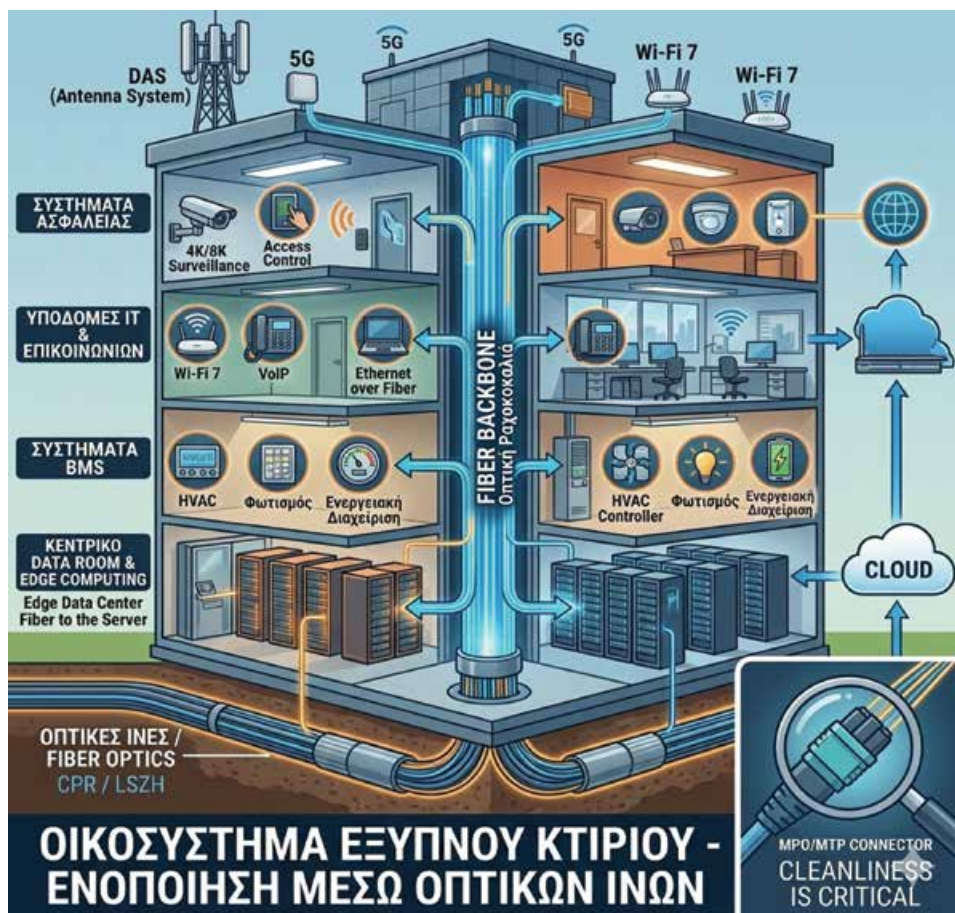 5G
5G
5G
DAS
(Antenna System)
Wi-Fi 7
Wi-Fi 7
ΣΥΣΤΗΜΑΤΑ
ΑΣΦΑΛΕΙΑΣ
4K/8K
Surveillance
Access
Control
ΥΠΟΔΟΜΕΣ ΙΤ
&
ΕΠΙΚΟΙΝΩΝΙΩΝ
Wi-Fi 7
VoIP
Ethernet
over Fiber
FIBER BACKBONE
Οπτική Ραχοκοκαλιά
ΣΥΣΤΗΜΑΤΑ
BMS
HVAC
Φωτισμός
Ενεργειακή
Διαχείριση
HVAC
Controller
Φωτισμός
Ενεργειακή
Διαχείριση
ΚΕΝΤΡΙΚΟ
DATA ROOM &
EDGE COMPUTING
Edge Data Center
Fiber to the Server
CLOUD
ΟΠΤΙΚΕΣ ΙΝΕΣ /
FIBER OPTICS
CPR / LSZH
ΟΙΚΟΣΥΣΤΗΜΑ ΕΞΥΠΝΟΥ ΚΤΙΡΙΟΥ -
ΕΝΟΠΟΙΗΣΗ ΜΕΣΩ ΟΠΤΙΚΩΝ ΙΝΩΝ
MPO/MTP CONNECTOR
CLEANLINESS
IS CRITICAL